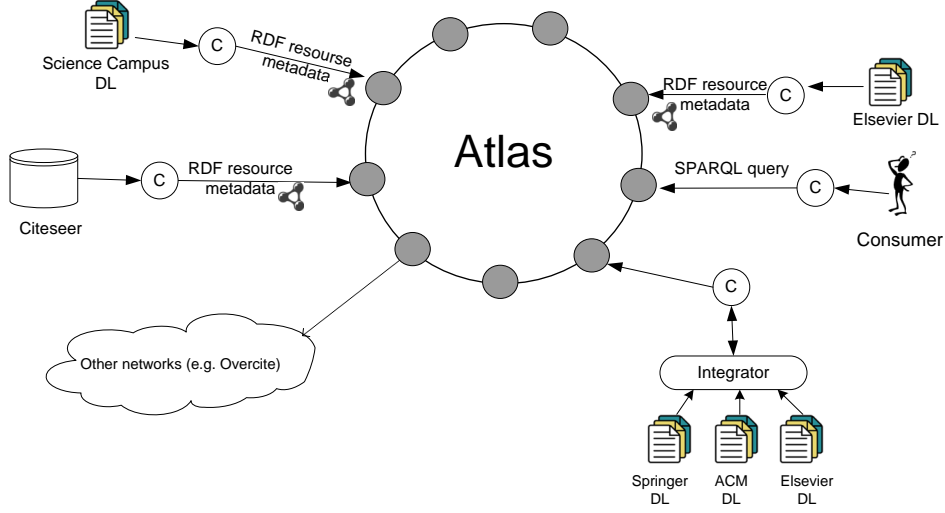 Science Campus
DL
C
RDF resourse
metadata
Atlas
RDF resource
metadata
C
Elsevier DL
Citeseer
C
RDF resource
metadata
SPARQL query
C
Consumer
C
Other networks (e.g. Overcite)
Integrator
Springer
DL
ACM
DL
Elsevier
DL